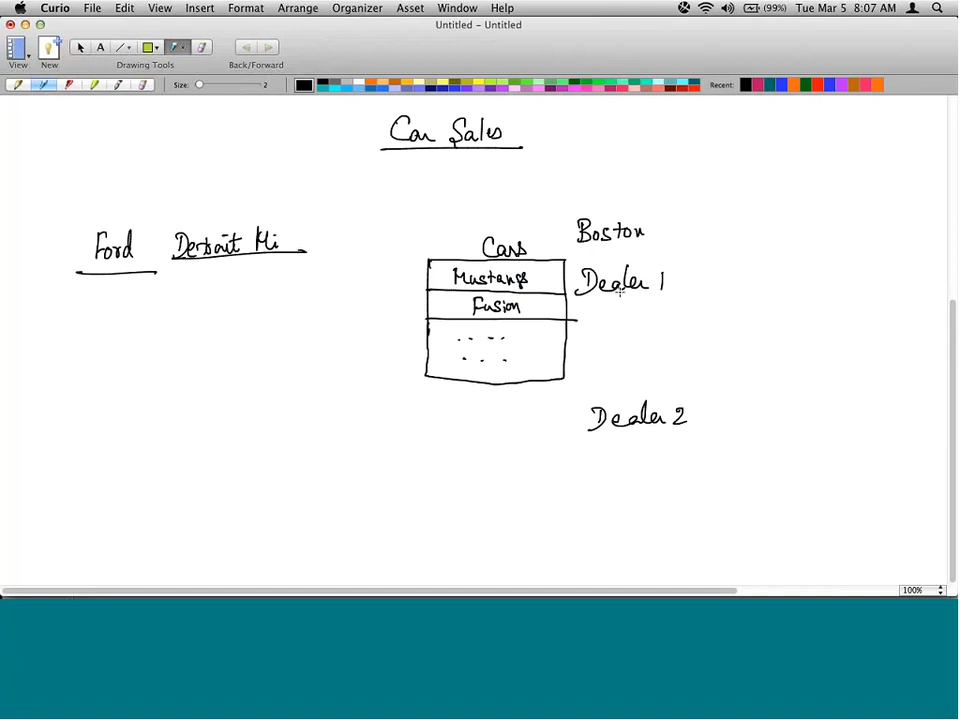 Curio File Edit View Insert Format Arrange Organizer Asset Window Help (99%) Tue Mar 5 8:07 AM
Untitled - Untitled
View New Drawing Tools Back/Forward
Size: 2 Recent:
Car Sales
Ford Detroit Mi
Boston
Cars
Mustangs
Dealer 1
Fusion
Dealer 2
100%